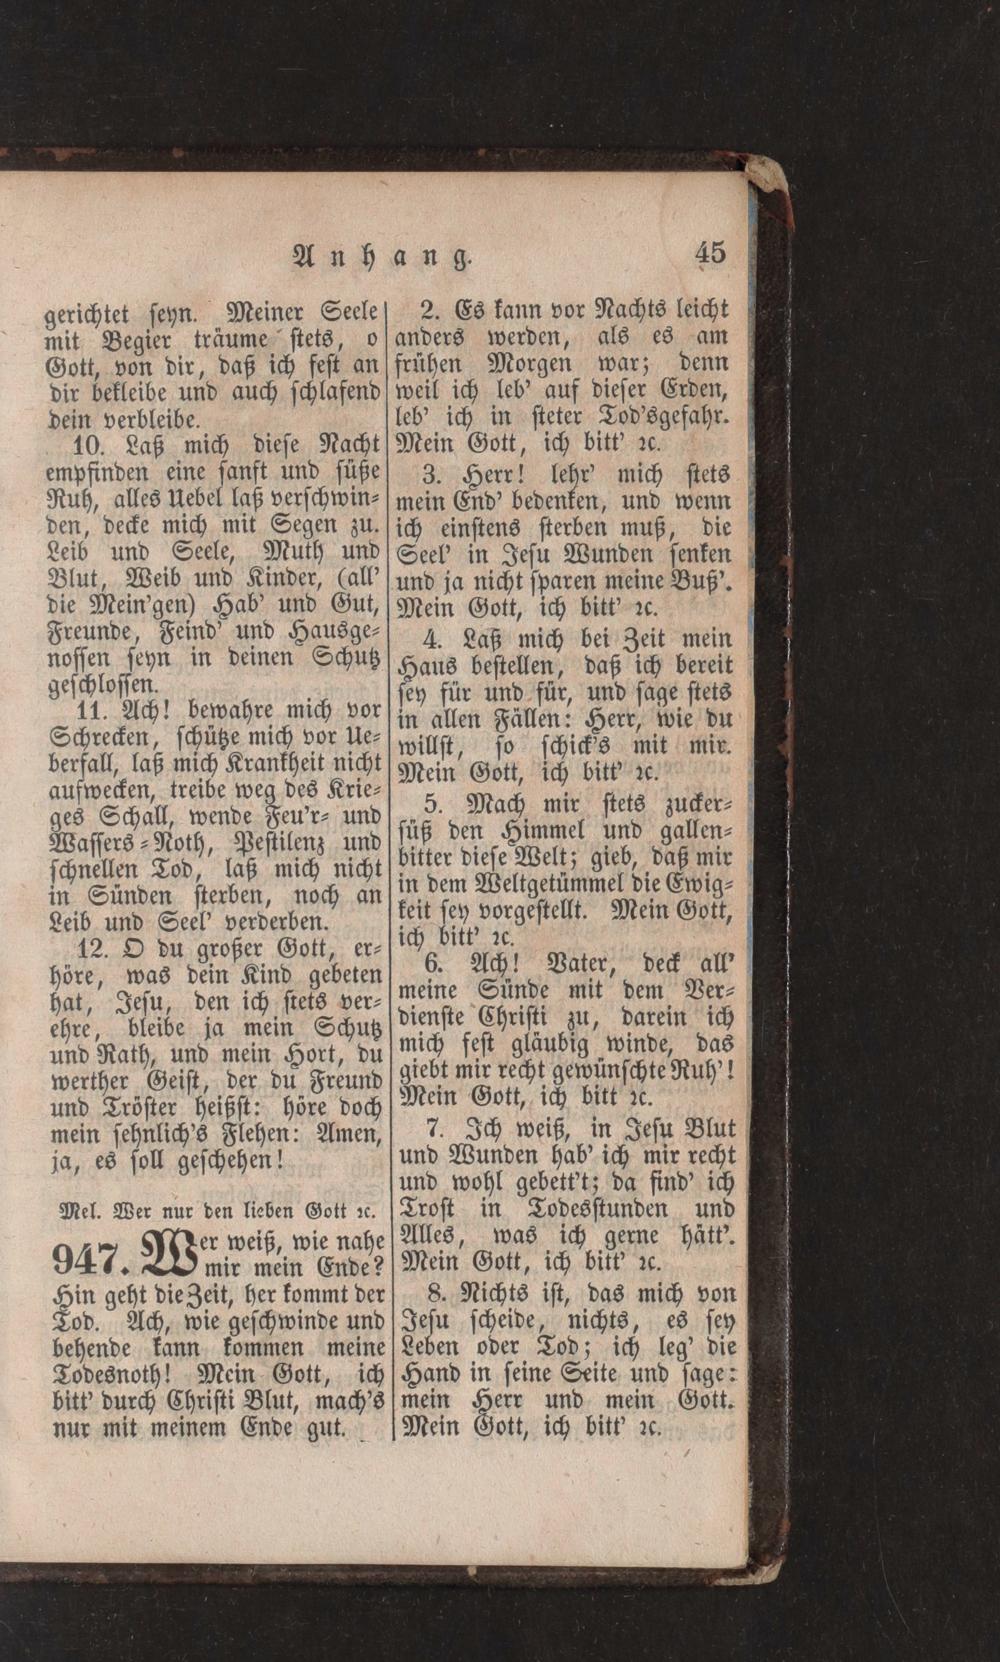 Anhang. 45
gerichtet seyn. Meiner Seele
mit Begier träume stets, o
Gott, von dir, daß ich fest an
dir bekleibe und auch schlafend
dein verbleibe.
10. Laß mich diese Nacht
empfinden eine sanft und süße
Ruh, alles Uebel laß verschwin-
den, decke mich mit Segen zu.
Leib und Seele, Muth und
Blut, Weib und Kinder, (all'
die Mein'gen) Hab' und Gut,
Freunde, Feind' und Hausge-
nossen seyn in deinen Schutz
geschlossen.
11. Ach! bewahre mich vor
Schrecken, schütze mich vor Ue-
berfall, laß mich Krankheit nicht
aufwecken, treibe weg des Krie-
ges Schall, wende Feu'r- und
Wassers-Noth, Pestilenz und
schnellen Tod, laß mich nicht
in Sünden sterben, noch an
Leib und Seel' verderben.
12. O du großer Gott, er-
höre, was dein Kind gebeten
hat, Jesu, den ich stets ver-
ehre, bleibe ja mein Schutz
und Rath, und mein Hort, du
werther Geist, der du Freund
und Tröster heißst: höre doch
mein sehnlich's Flehen: Amen,
ja, es soll geschehen!
Mel. Wer nur den lieben Gott ꝛc.
947. Wer weiß, wie nahe
mir mein Ende?
Hin geht die Zeit, her kommt der
Tod. Ach, wie geschwinde und
behende kann kommen meine
Todesnoth! Mein Gott, ich
bitt' durch Christi Blut, mach's
nur mit meinem Ende gut.
2. Es kann vor Nachts leicht
anders werden, als es am
frühen Morgen war; denn
weil ich leb' auf dieser Erden,
leb' ich in steter Tod'sgefahr.
Mein Gott, ich bitt' ꝛc.
3. Herr! lehr' mich stets
mein End' bedenken, und wenn
ich einstens sterben muß, die
Seel' in Jesu Wunden senken
und ja nicht sparen meine Buß'.
Mein Gott, ich bitt' ꝛc.
4. Laß mich bei Zeit mein
Haus bestellen, daß ich bereit
sey für und für, und sage stets
in allen Fällen: Herr, wie du
willst, so schick's mit mir.
Mein Gott, ich bitt' ꝛc.
5. Mach mir stets zucker-
süß den Himmel und gallen-
bitter diese Welt; gieb, daß mir
in dem Weltgetümmel die Ewig-
keit sey vorgestellt. Mein Gott,
ich bitt' ꝛc.
6. Ach! Vater, deck all'
meine Sünde mit dem Ver-
dienste Christi zu, darein ich
mich fest gläubig winde, das
giebt mir recht gewünschte Ruh'!
Mein Gott, ich bitt ꝛc.
7. Ich weiß, in Jesu Blut
und Wunden hab' ich mir recht
und wohl gebett't; da find' ich
Trost in Todesstunden und
Alles, was ich gerne hätt'.
Mein Gott, ich bitt' ꝛc.
8. Nichts ist, das mich von
Jesu scheide, nichts, es sey
Leben oder Tod; ich leg' die
Hand in seine Seite und sage:
mein Herr und mein Gott.
Mein Gott, ich bitt' ꝛc.